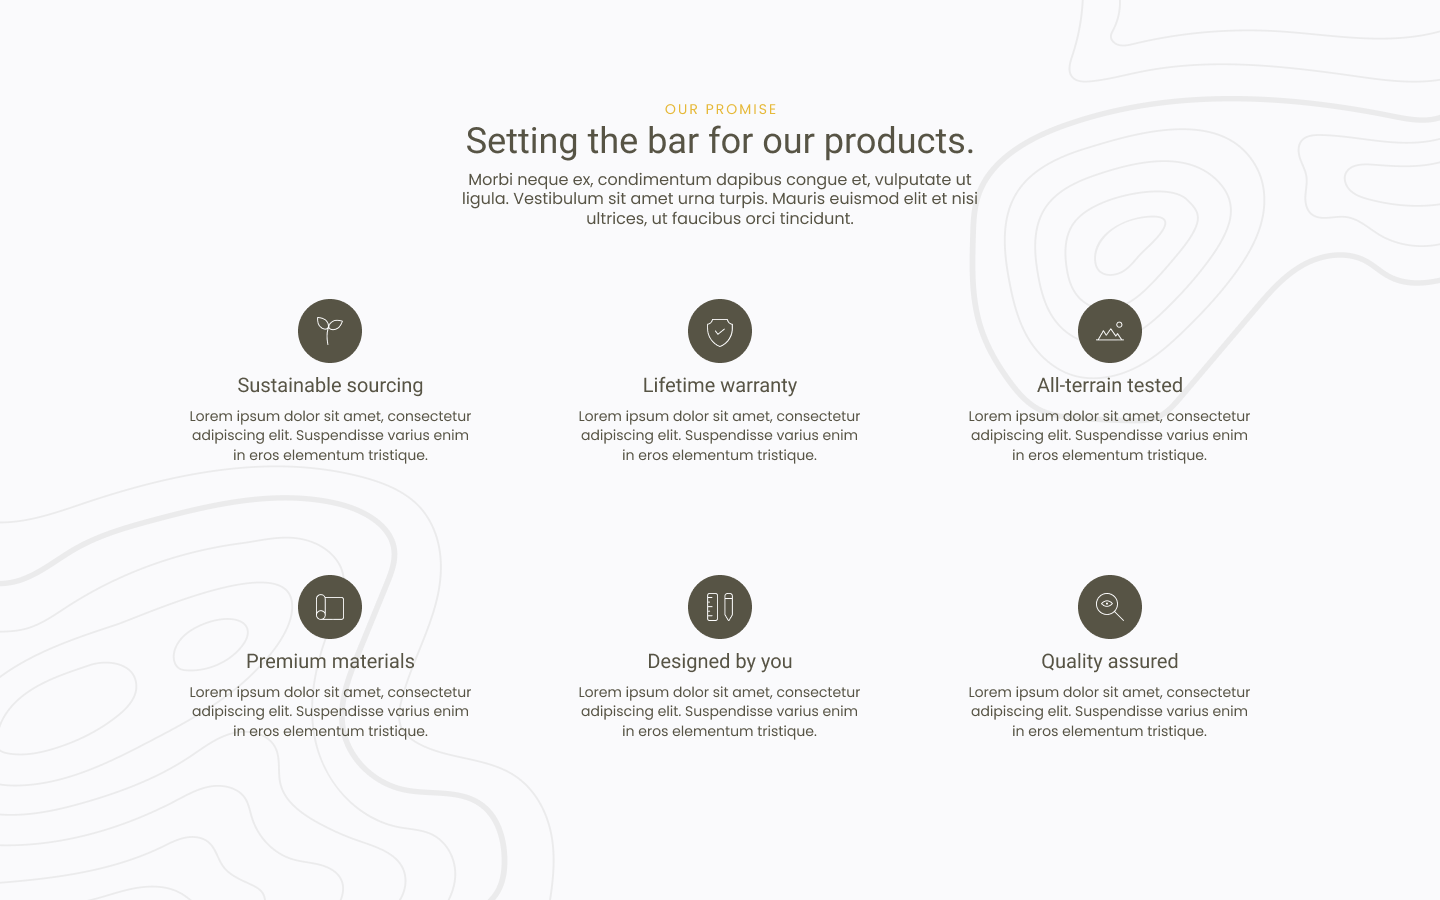 OUR PROMISE
Setting the bar for our products.
Morbi neque ex, condimentum dapibus congue et, vulputate ut
ligula. Vestibulum sit amet urna turpis. Mauris euismod elit et nisi
ultrices, ut faucibus orci tincidunt.
Sustainable sourcing
Lorem ipsum dolor sit amet, consectetur
adipiscing elit. Suspendisse varius enim
in eros elementum tristique.
Lifetime warranty
Lorem ipsum dolor sit amet, consectetur
adipiscing elit. Suspendisse varius enim
in eros elementum tristique.
All-terrain tested
Lorem ipsum dolor sit amet, consectetur
adipiscing elit. Suspendisse varius enim
in eros elementum tristique.
Premium materials
Lorem ipsum dolor sit amet, consectetur
adipiscing elit. Suspendisse varius enim
in eros elementum tristique.
Designed by you
Lorem ipsum dolor sit amet, consectetur
adipiscing elit. Suspendisse varius enim
in eros elementum tristique.
Quality assured
Lorem ipsum dolor sit amet, consectetur
adipiscing elit. Suspendisse varius enim
in eros elementum tristique.